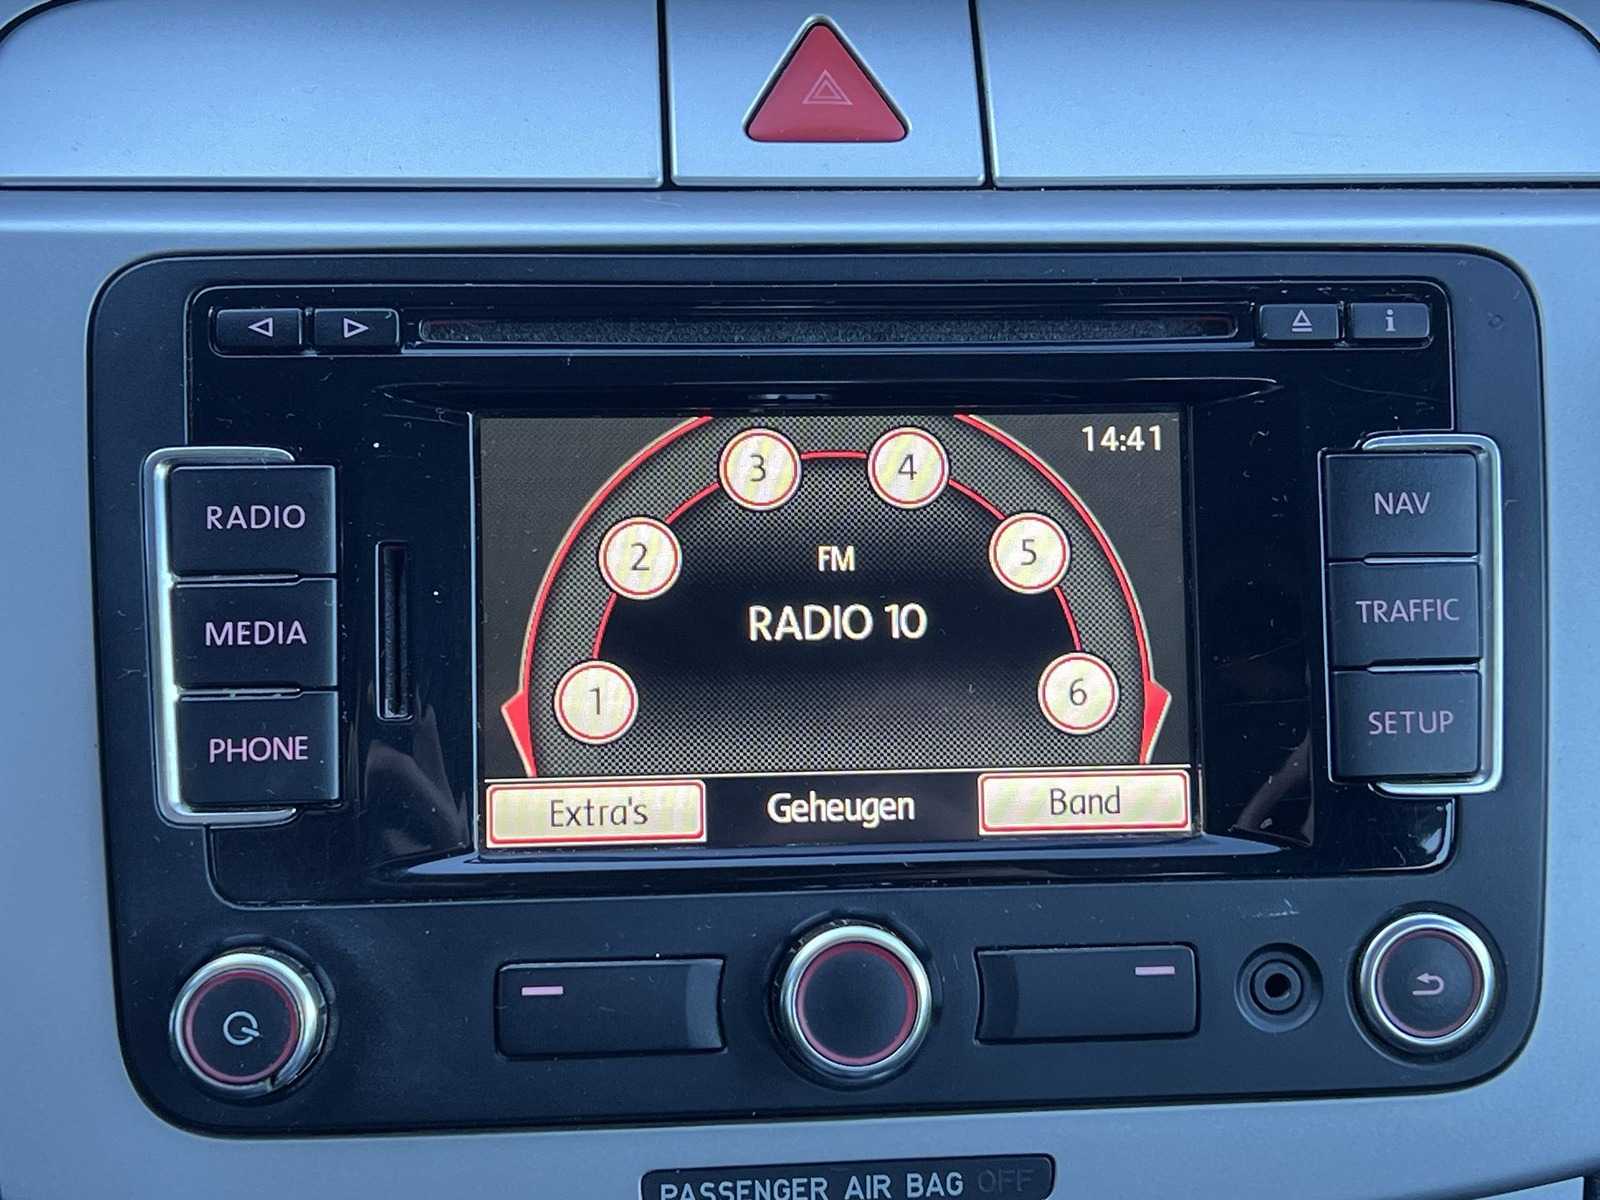 i
14:41
3
4
2
5
FM
RADIO 10
1
6
Extra's
Geheugen
Band
RADIO
MEDIA
PHONE
NAV
TRAFFIC
SETUP
PASSENGER AIR BAG OFF